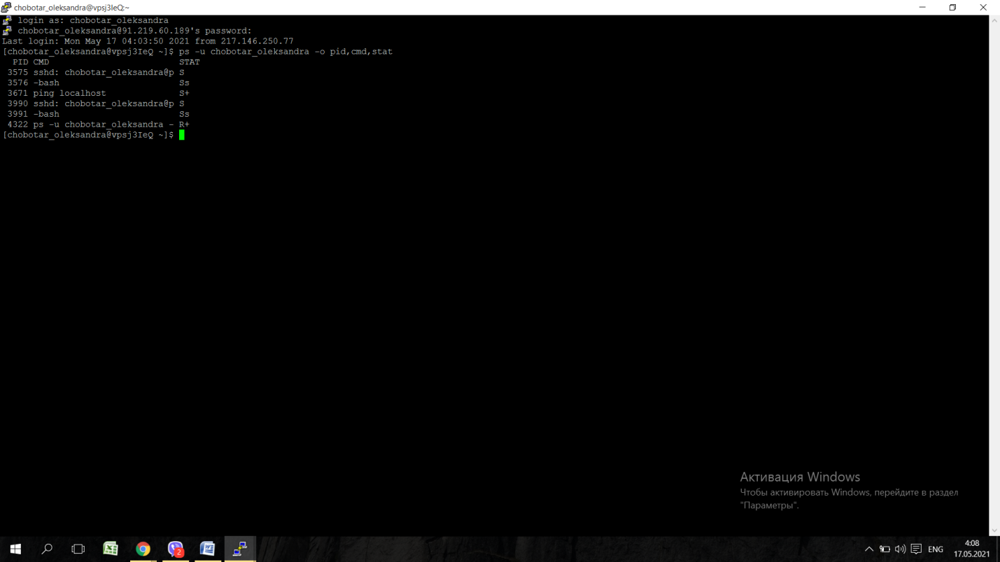 chobotar_oleksandra@vpsj3IeQ:~
login as: chobotar_oleksandra
chobotar_oleksandra@91.219.60.189's password:
Last login: Mon May 17 04:03:50 2021 from 217.146.250.77
[chobotar_oleksandra@vpsj3IeQ ~]$ ps -u chobotar_oleksandra -o pid,cmd,stat
  PID CMD                         STAT
 3575 sshd: chobotar_oleksandra@p S
 3576 -bash                       Ss
 3671 ping localhost              S+
 3990 sshd: chobotar_oleksandra@p S
 3991 -bash                       Ss
 4322 ps -u chobotar_oleksandra - R+
[chobotar_oleksandra@vpsj3IeQ ~]$
Активация Windows
Чтобы активировать Windows, перейдите в раздел
"Параметры".
2
ENG
4:08
17.05.2021